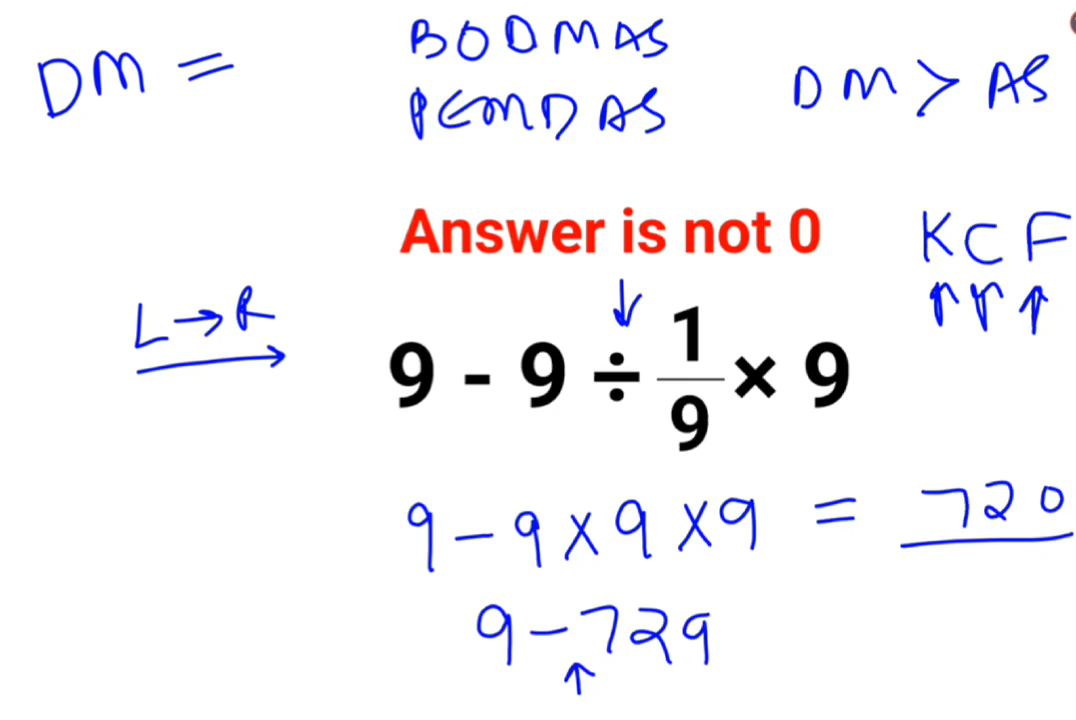 DM =
BODMAS
PEMDAS
DM > AS
Answer is not 0
KCF
↑↑↑
L→R
↓
9 - 9 ÷ 1/9 × 9
9 - 9 × 9 × 9 = 720
9 - 729
↑